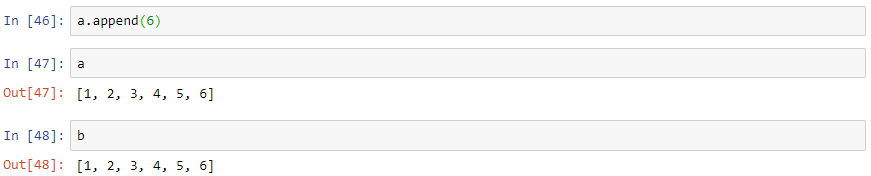 In [46]: a.append(6)
In [47]: a
Out[47]: [1, 2, 3, 4, 5, 6]
In [48]: b
Out[48]: [1, 2, 3, 4, 5, 6]